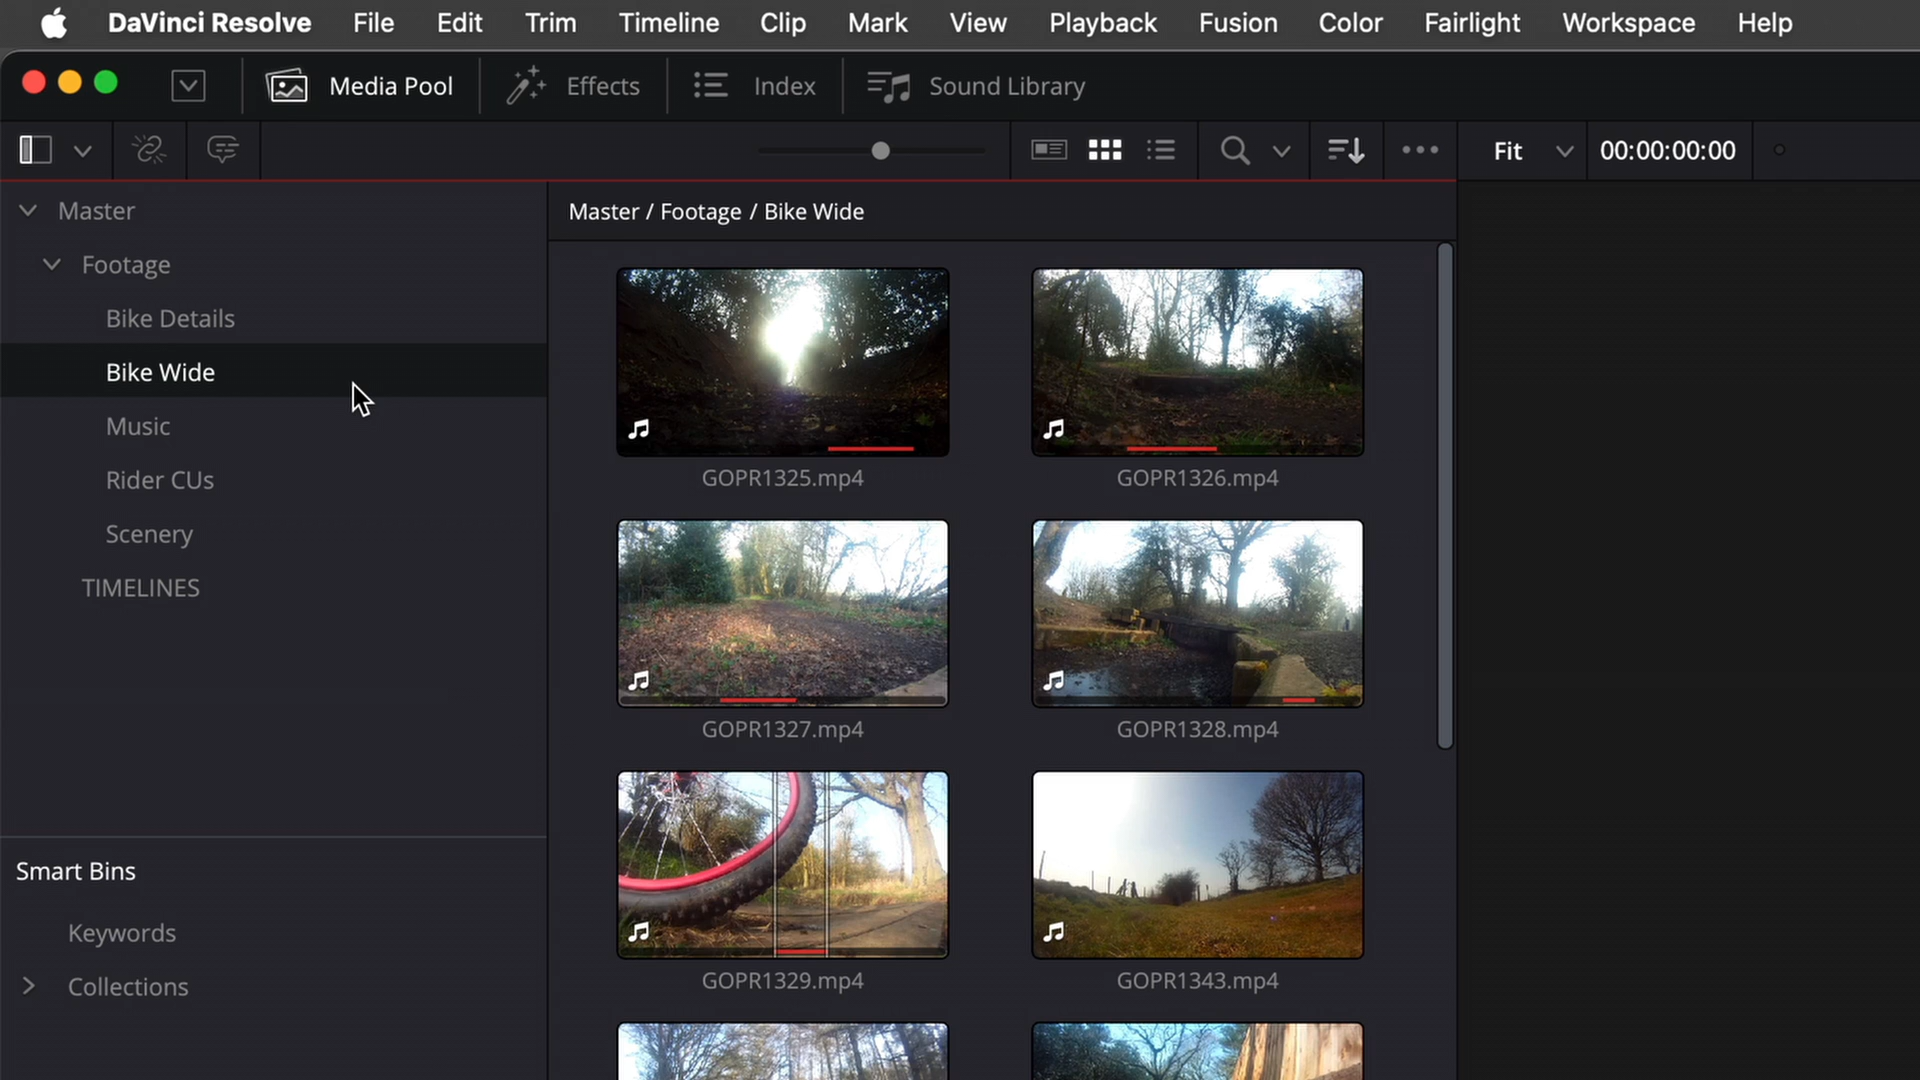 DaVinci Resolve File Edit Trim Timeline Clip Mark View Playback Fusion Color Fairlight Workspace Help
Media Pool Effects Index Sound Library
Fit 00:00:00:00
Master
Footage
Bike Details
Bike Wide
Music
Rider CUs
Scenery
TIMELINES
Smart Bins
Keywords
Collections
Master / Footage / Bike Wide
GOPR1325.mp4 GOPR1326.mp4
GOPR1327.mp4 GOPR1328.mp4
GOPR1329.mp4 GOPR1343.mp4